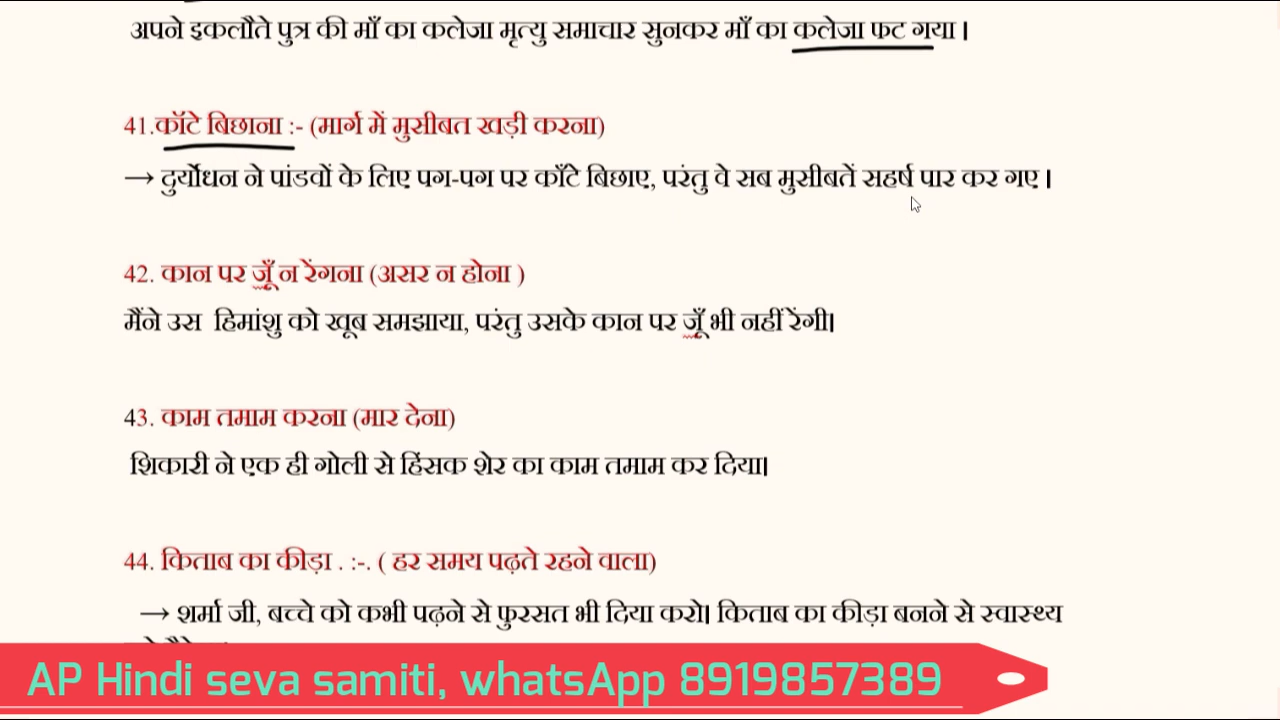 अपने इकलौते पुत्र की माँ का कलेजा मृत्यु समाचार सुनकर माँ का कलेजा फट गया ।
41.कॉटे बिछाना :- (मार्ग में मुसीबत खड़ी करना)
→ दुर्योधन ने पांडवों के लिए पग-पग पर काँटे बिछाए, परंतु वे सब मुसीबतें सहर्ष पार कर गए ।
42. कान पर जूँ न रेंगना (असर न होना )
मैंने उस हिमांशु को खूब समझाया, परंतु उसके कान पर जूँ भी नहीं रेंगी।
43. काम तमाम करना (मार देना)
शिकारी ने एक ही गोली से हिंसक शेर का काम तमाम कर दिया।
44. किताब का कीड़ा . :-. ( हर समय पढ़ते रहने वाला)
→ शर्मा जी, बच्चे को कभी पढ़ने से फुरसत भी दिया करो। किताब का कीड़ा बनने से स्वास्थ्य
AP Hindi seva samiti, whatsApp 8919857389